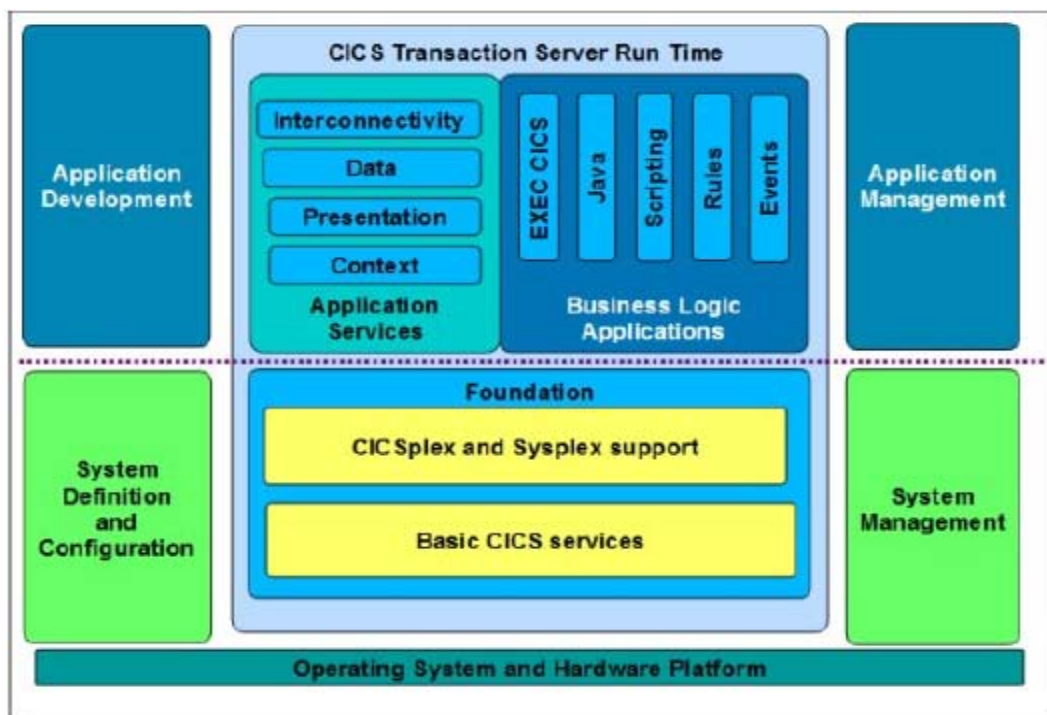 CICS Transaction Server Run Time
Application
Development
Interconnectivity
Data
Presentation
Context
Application
Services
EXEC CICS
Java
Scripting
Rules
Events
Business Logic
Applications
Application
Management
System
Definition
and
Configuration
Foundation
CICSplex and Sysplex support
Basic CICS services
System
Management
Operating System and Hardware Platform